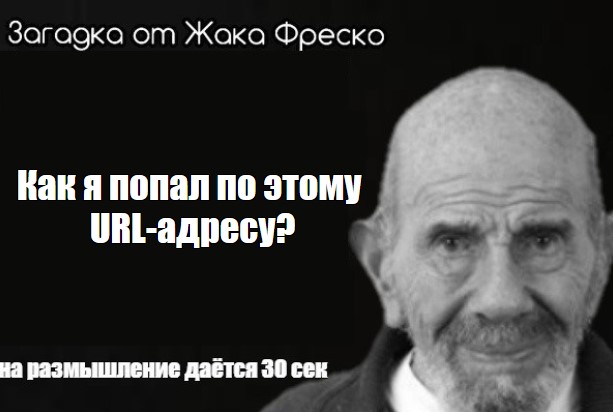 Загадка от Жака Фреско
Как я попал по этому
URL-адресу?
на размышление даётся 30 сек